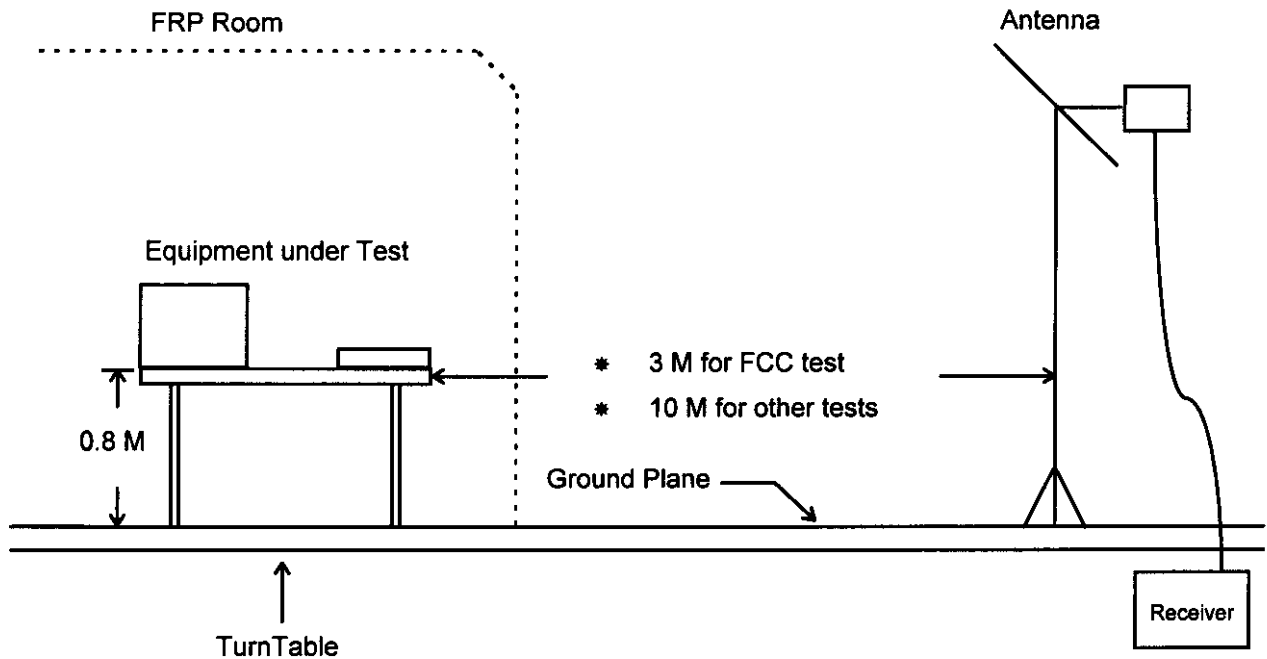 FRP Room
Antenna
Equipment under Test
* 3 M for FCC test
* 10 M for other tests
0.8 M
Ground Plane
Receiver
TurnTable